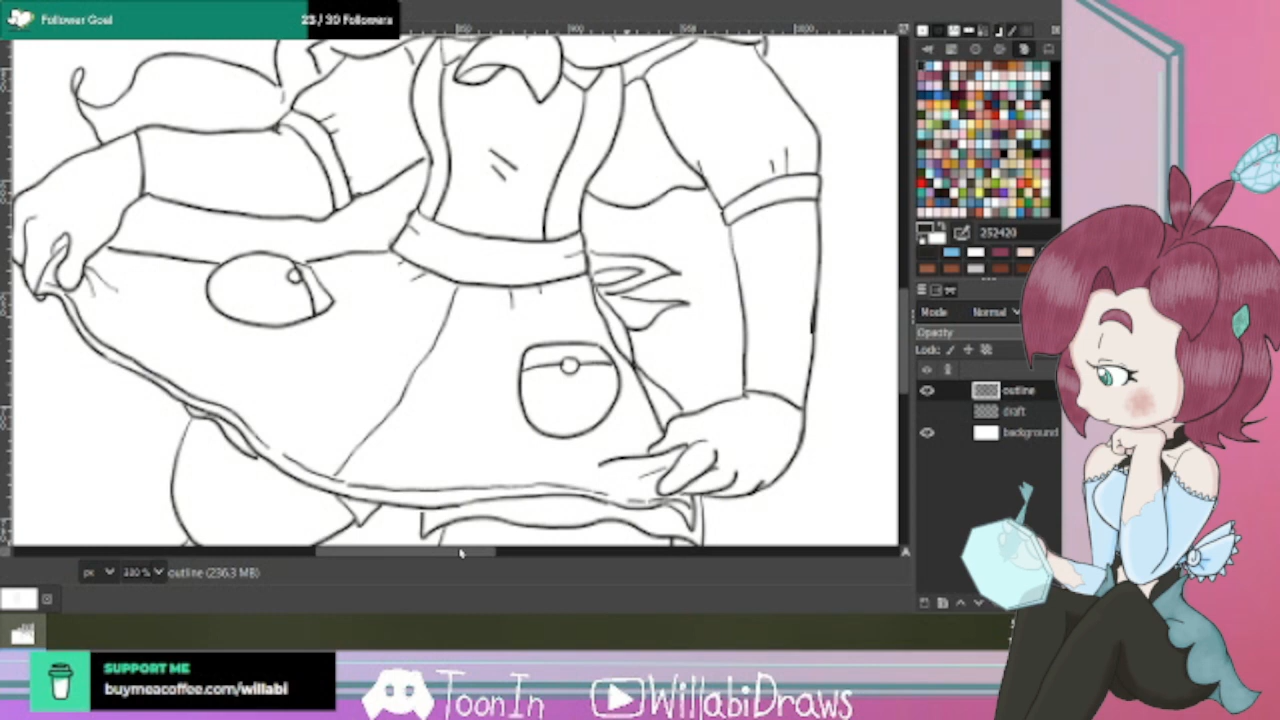 Follower Goal
23 / 30 Followers
252420
Mode
Normal
Opacity
Lock:
outline
draft
background
px
outline (236.3 MB)
SUPPORT ME
buymeacoffee.com/willabi
ToonIn
WillabiDraws